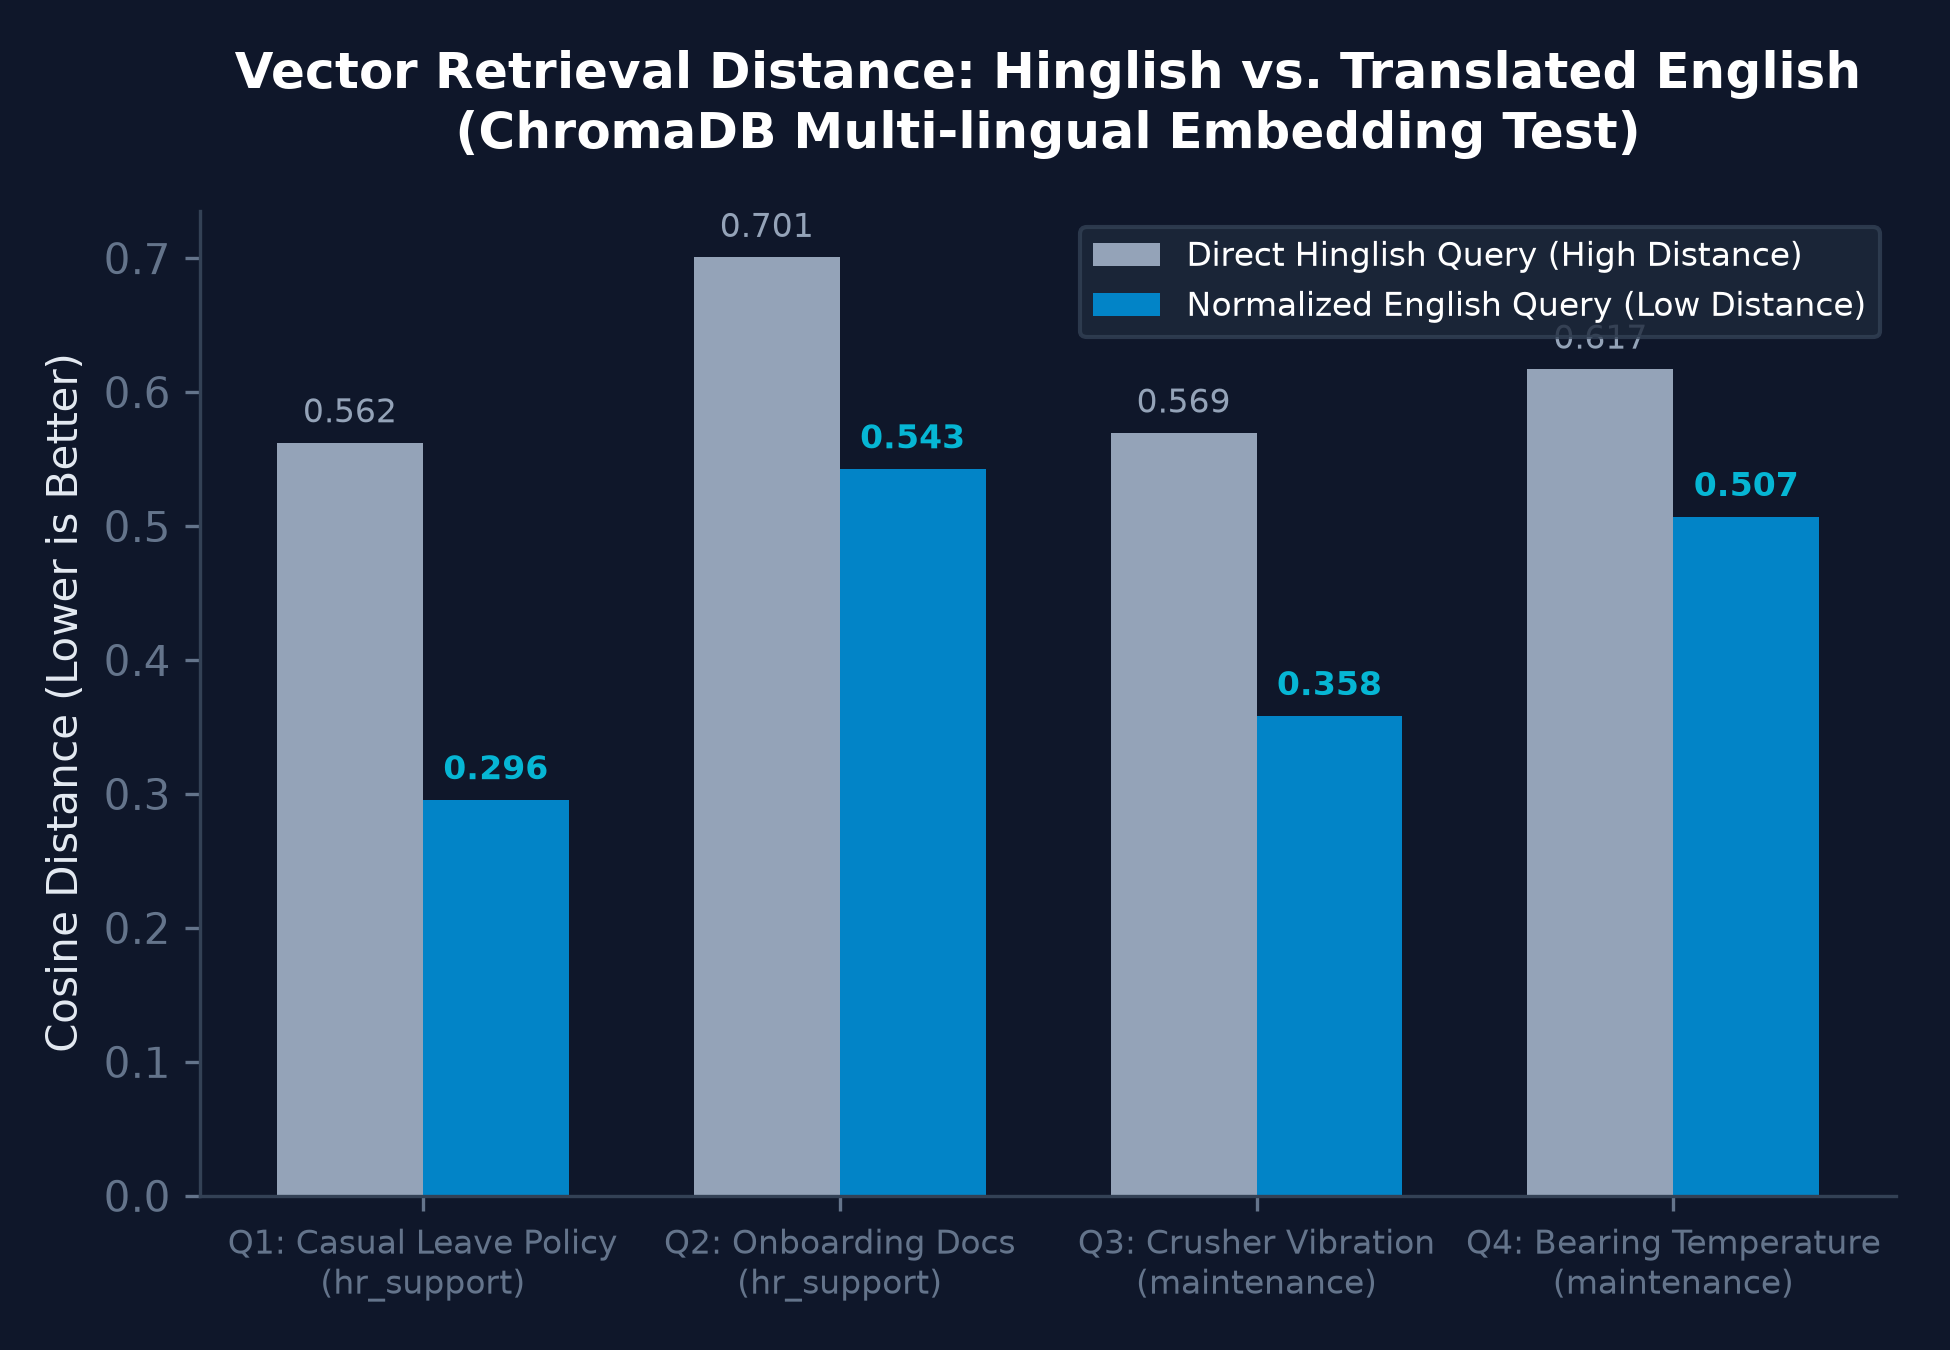 Vector Retrieval Distance: Hinglish vs. Translated English
(ChromaDB Multi-lingual Embedding Test)
Direct Hinglish Query (High Distance)
Normalized English Query (Low Distance)
Cosine Distance (Lower is Better)
0.7
0.6
0.5
0.4
0.3
0.2
0.1
0.0
0.562
0.296
0.701
0.543
0.569
0.358
0.617
0.507
Q1: Casual Leave Policy
(hr_support)
Q2: Onboarding Docs
(hr_support)
Q3: Crusher Vibration
(maintenance)
Q4: Bearing Temperature
(maintenance)